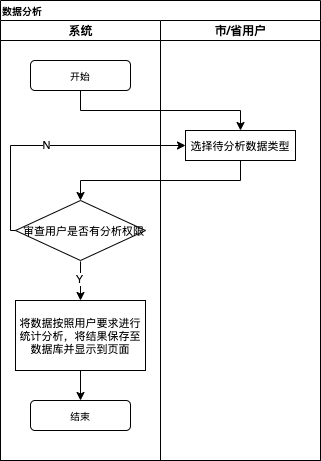 数据分析
系统
市/省用户
开始
选择待分析数据类型
N
审查用户是否有分析权限
Y
将数据按照用户要求进行
统计分析，将结果保存至
数据库并显示到页面
结束